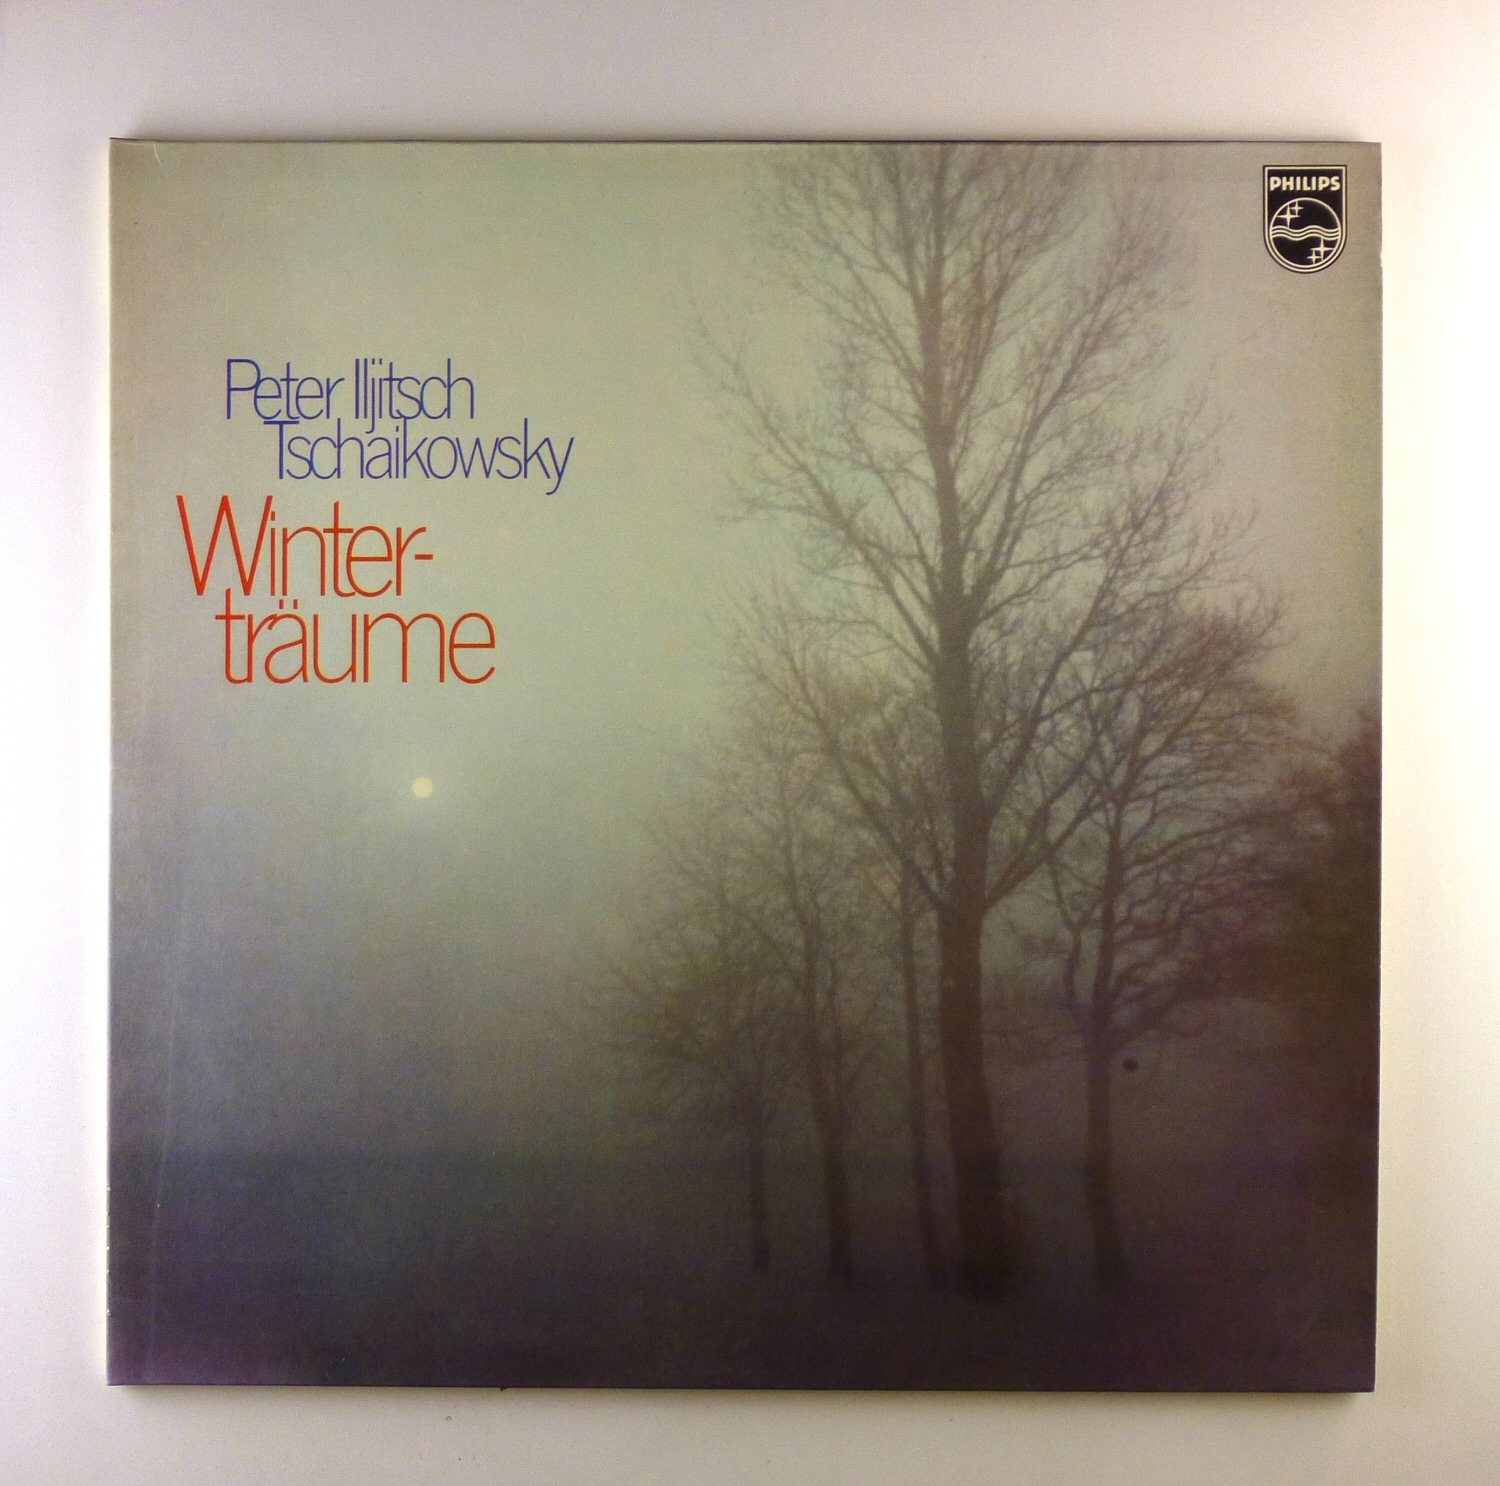 PHILIPS
Peter Iljitsch
Tschaikowsky
Winter-
träume